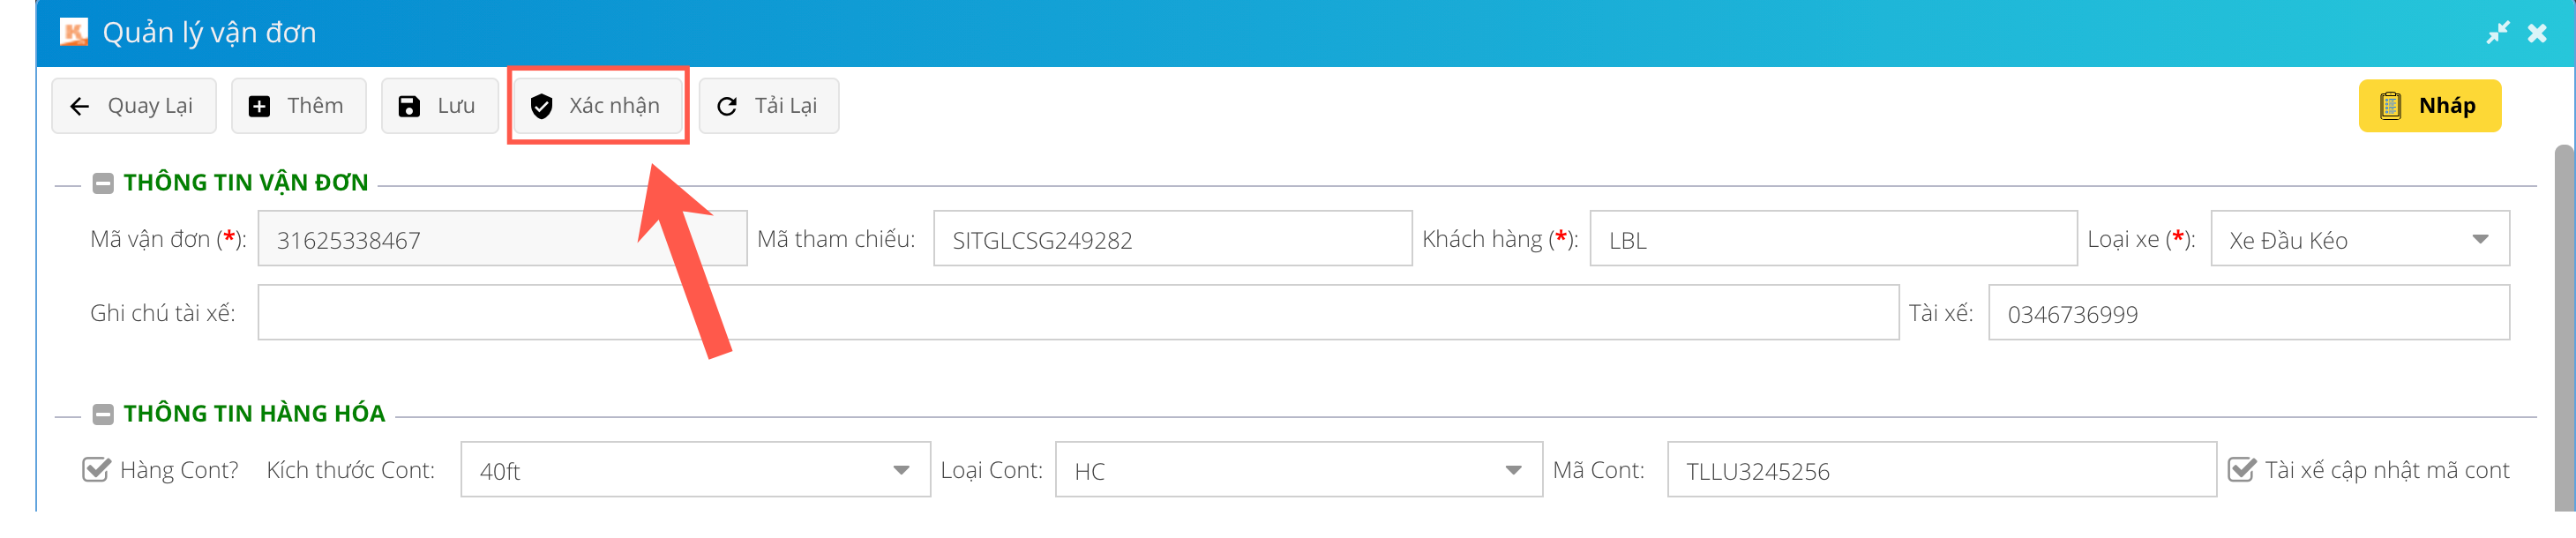 Quản lý vận đơn
Quay Lại Thêm Lưu Xác nhận Tải Lại Nháp
THÔNG TIN VẬN ĐƠN
Mã vận đơn (*): 31625338467 Mã tham chiếu: SITGLCSG249282 Khách hàng (*): LBL Loại xe (*): Xe Đầu Kéo
Ghi chú tài xế: Tài xế: 0346736999
THÔNG TIN HÀNG HÓA
Hàng Cont? Kích thước Cont: 40ft Loại Cont: HC Mã Cont: TLLU3245256 Tài xế cập nhật mã cont